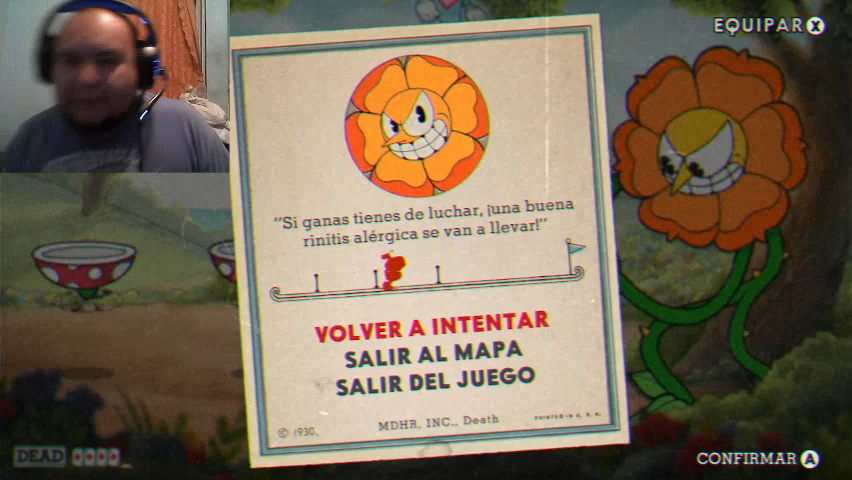 EQUIPAR X
“Si ganas tienes de luchar, ¡una buena
rinitis alérgica se van a llevar!”
VOLVER A INTENTAR
SALIR AL MAPA
SALIR DEL JUEGO
© 1930, MDHR, INC., Death PRINTED IN U. S. A.
DEAD
CONFIRMAR A